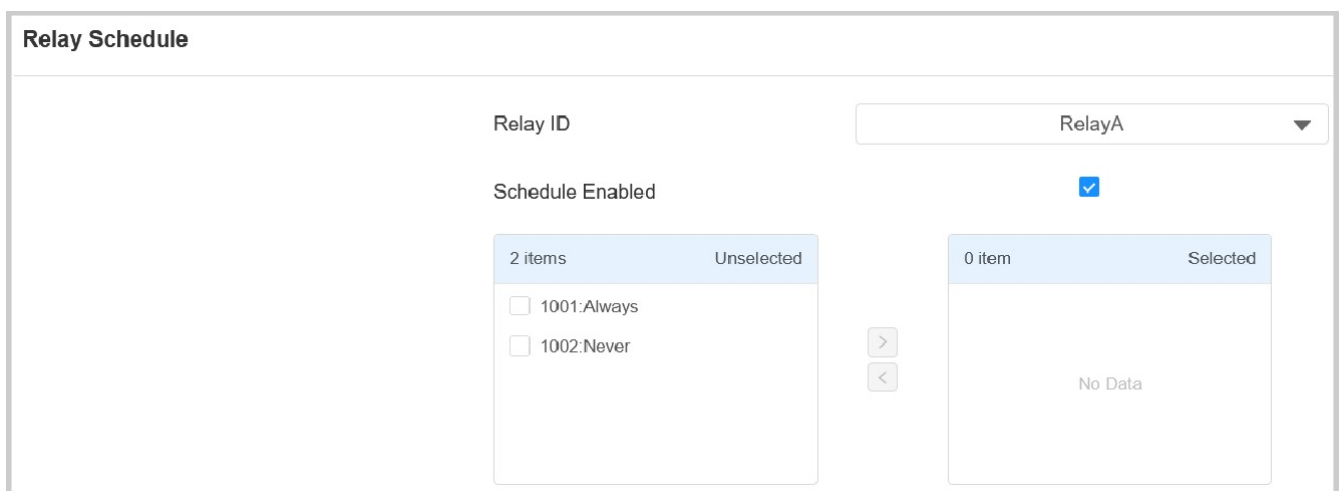 Relay Schedule
Relay ID
RelayA
Schedule Enabled
2 items
Unselected
0 item
Selected
1001:Always
1002:Never
>
<
No Data